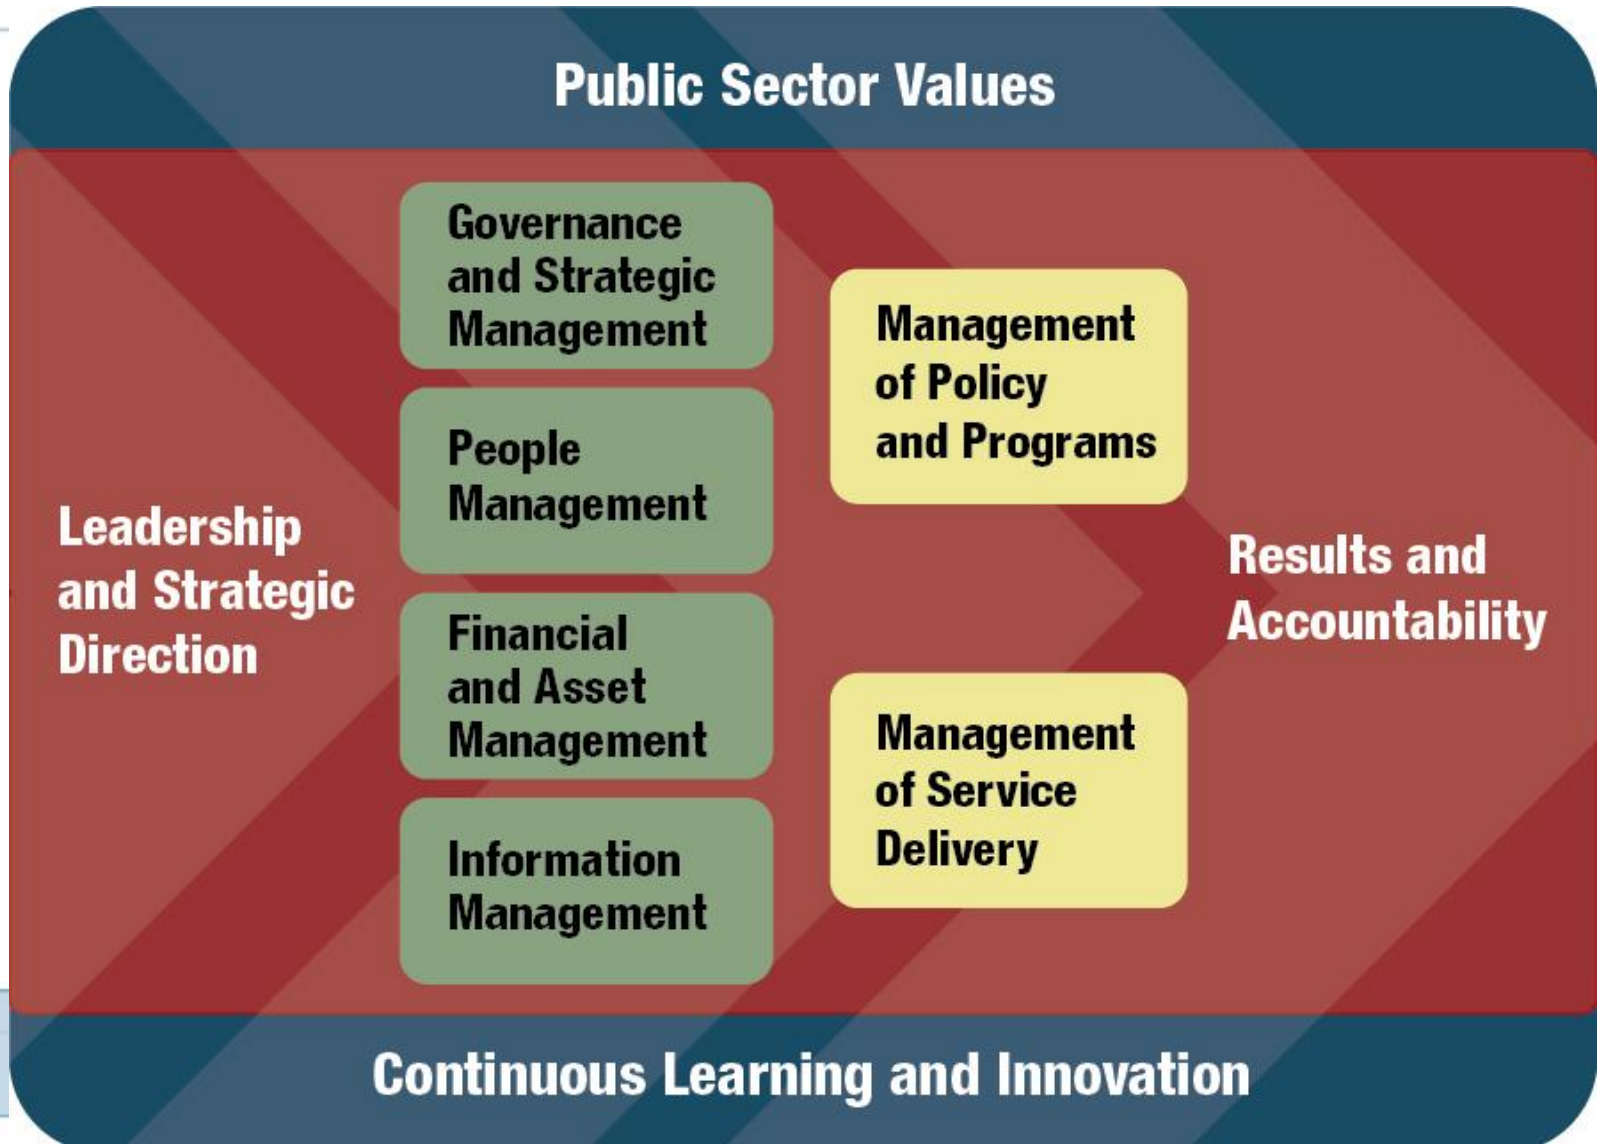 Public Sector Values
Leadership
and Strategic
Direction
Governance
and Strategic
Management
People
Management
Financial
and Asset
Management
Information
Management
Management
of Policy
and Programs
Management
of Service
Delivery
Results and
Accountability
Continuous Learning and Innovation